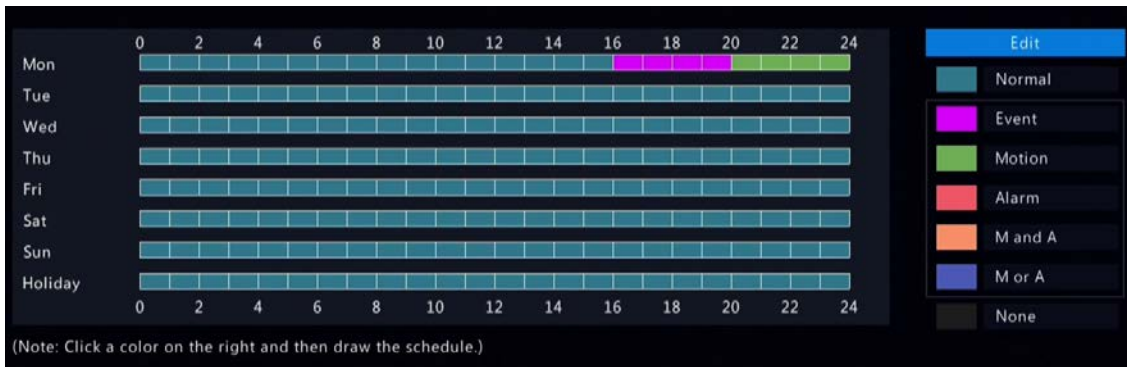 0 2 4 6 8 10 12 14 16 18 20 22 24
Mon
Tue
Wed
Thu
Fri
Sat
Sun
Holiday
0 2 4 6 8 10 12 14 16 18 20 22 24
(Note: Click a color on the right and then draw the schedule.)
Edit
Normal
Event
Motion
Alarm
M and A
M or A
None